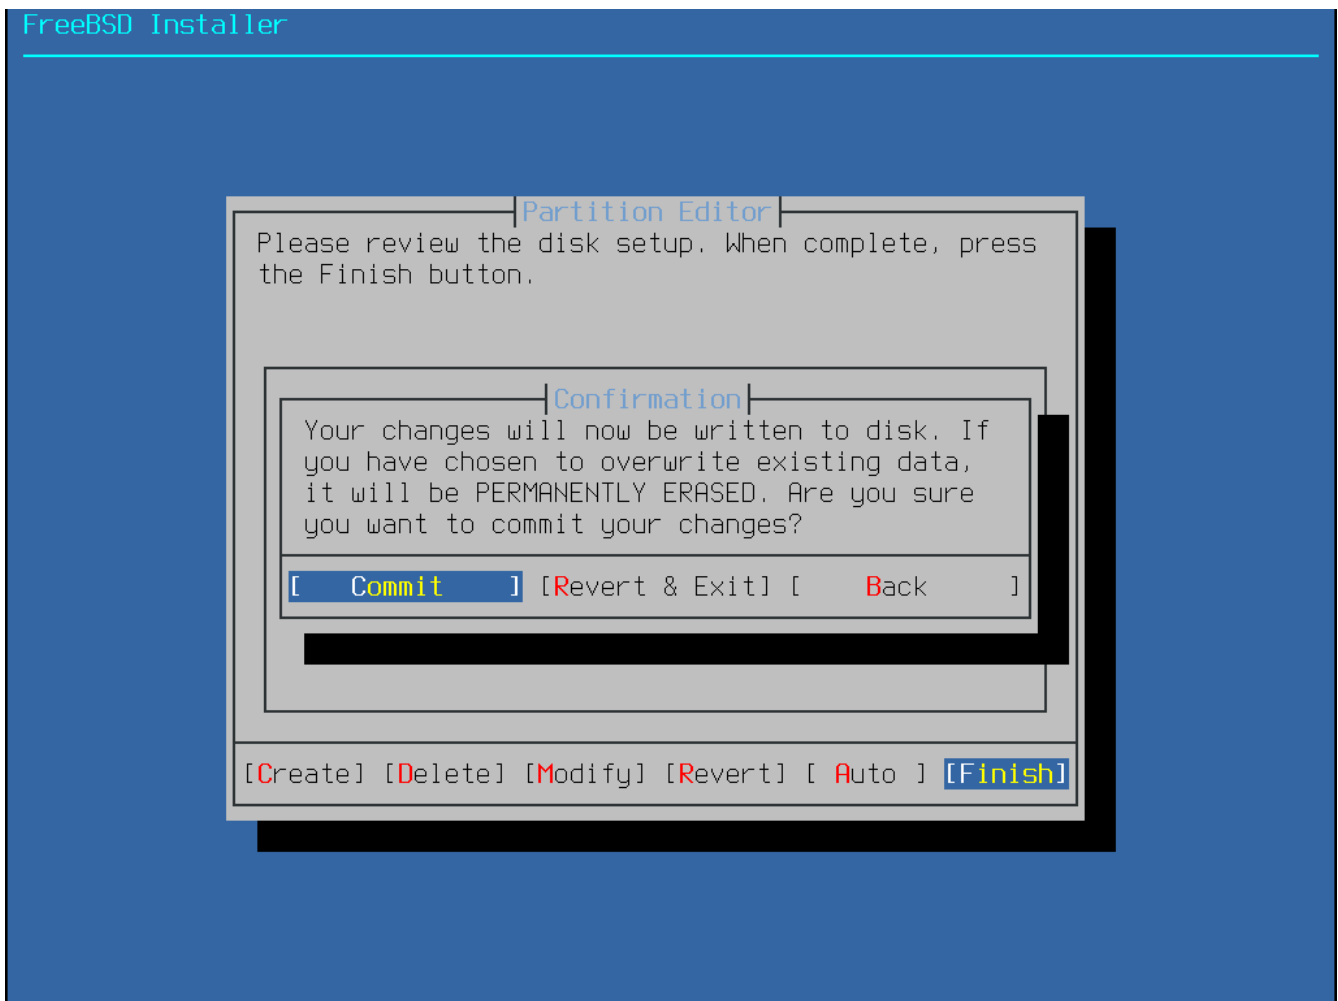 FreeBSD Installer
Partition Editor
Please review the disk setup. When complete, press
the Finish button.
Confirmation
Your changes will now be written to disk. If
you have chosen to overwrite existing data,
it will be PERMANENTLY ERASED. Are you sure
you want to commit your changes?
[ Commit ] [Revert & Exit] [ Back ]
[Create] [Delete] [Modify] [Revert] [ Auto ] [Finish]